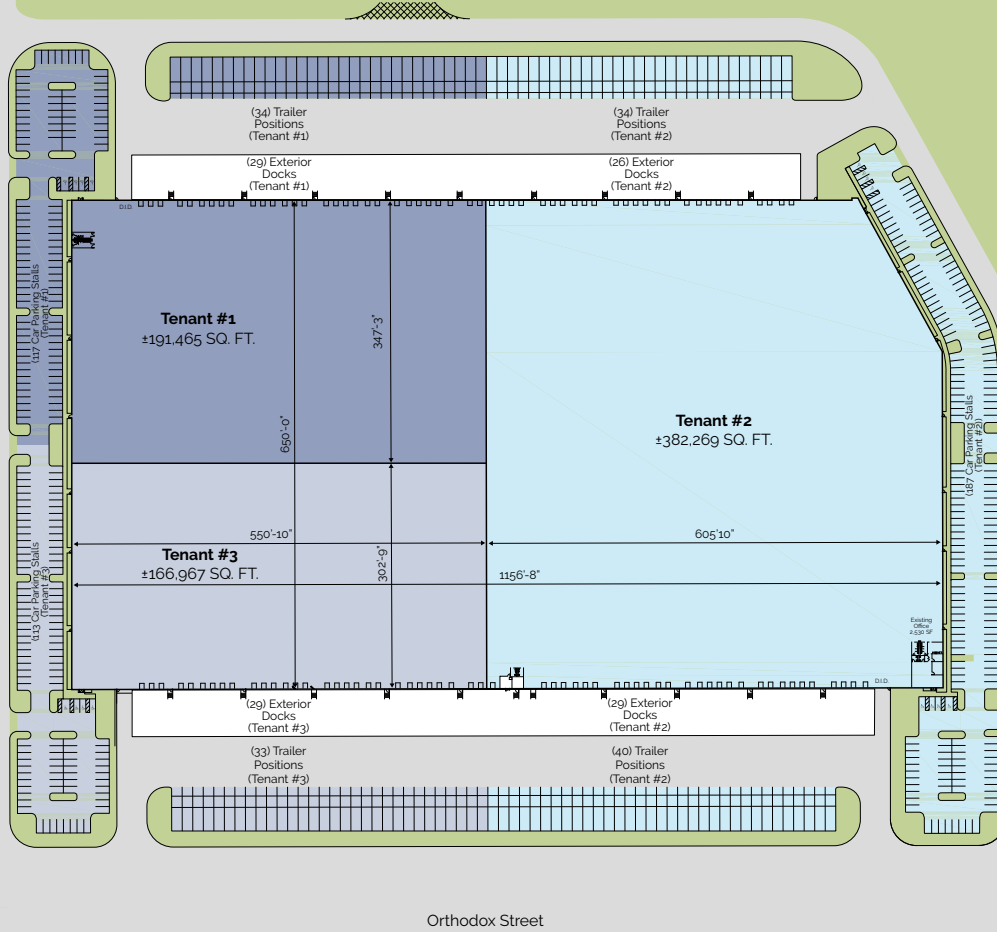 (34) Trailer
Positions
(Tenant #1)
(34) Trailer
Positions
(Tenant #2)
(29) Exterior
Docks
(Tenant #1)
(26) Exterior
Docks
(Tenant #2)
D.I.D.
(117 Car Parking Stalls
(Tenant #1)
Tenant #1
±191,465 SQ. FT.
347'-3"
650'-0"
Tenant #2
±382,269 SQ. FT.
(187 Car Parking Stalls
(Tenant #2)
550'-10"
605'10"
Tenant #3
±166,967 SQ. FT.
302'-9"
1156'-8"
(113 Car Parking Stalls
(Tenant #3)
Existing
Office
2,530 SF
D.I.D.
(29) Exterior
Docks
(Tenant #3)
(29) Exterior
Docks
(Tenant #2)
(33) Trailer
Positions
(Tenant #3)
(40) Trailer
Positions
(Tenant #2)
Orthodox Street